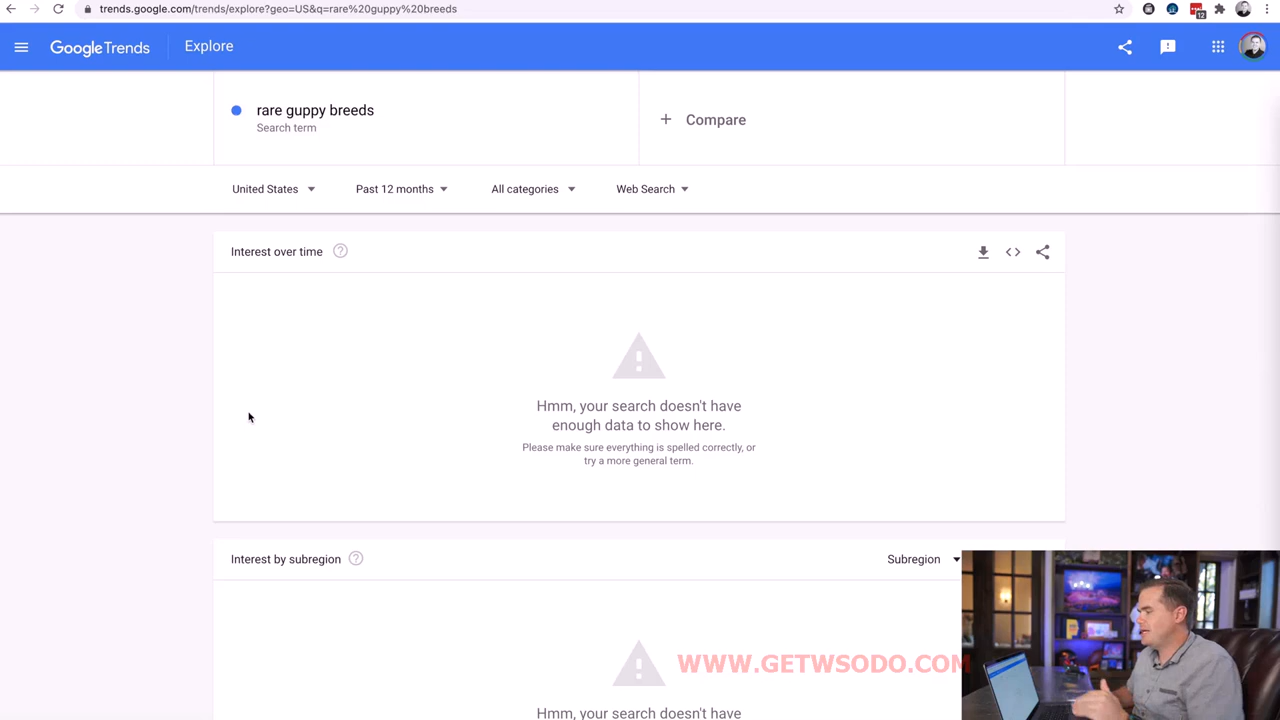 trends.google.com/trends/explore?geo=US&q=rare%20guppy%20breeds
12
Google Trends
Explore
rare guppy breeds
Search term
+ Compare
United States
Past 12 months
All categories
Web Search
Interest over time
Hmm, your search doesn't have
enough data to show here.
Please make sure everything is spelled correctly, or
try a more general term.
Interest by subregion
Subregion
WWW.GETWSODO.COM
Hmm, your search doesn't have